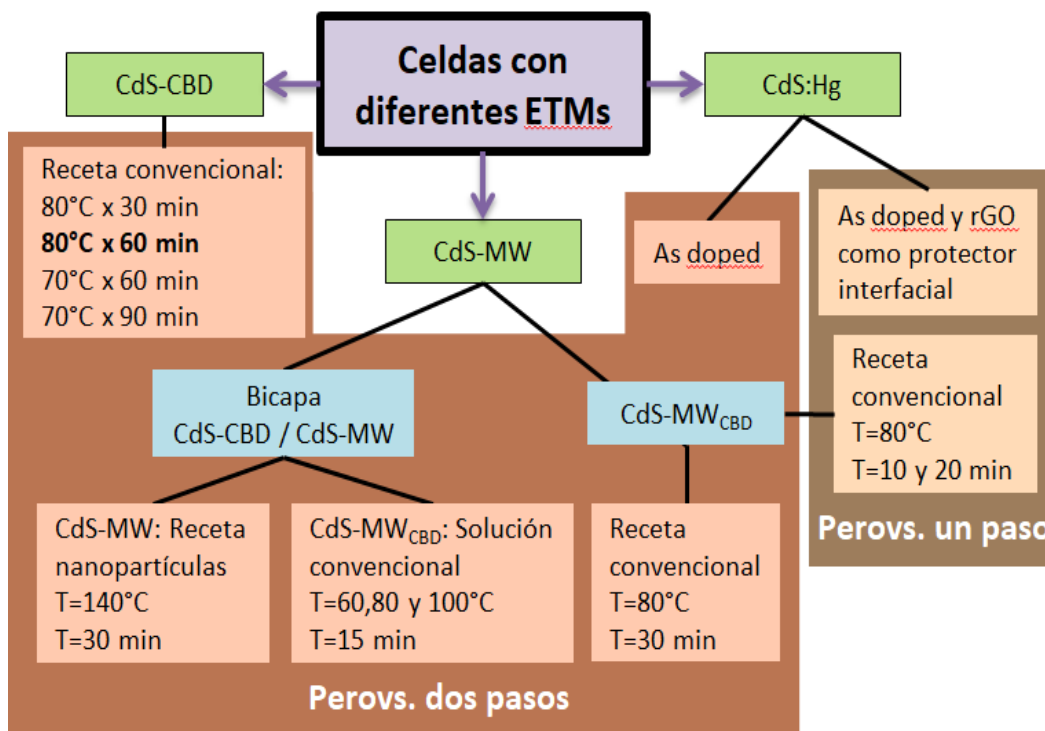 Celdas con
diferentes ETMs
CdS-CBD
CdS:Hg
Receta convencional:
80°C x 30 min
80°C x 60 min
70°C x 60 min
70°C x 90 min
CdS-MW
As doped
As doped y rGO
como protector
interfacial
Bicapa
CdS-CBD / CdS-MW
CdS-MWCBD
Receta
convencional
T=80°C
T=10 y 20 min
Perovs. un paso
CdS-MW: Receta
nanopartículas
T=140°C
T=30 min
CdS-MWCBD: Solución
convencional
T=60,80 y 100°C
T=15 min
Receta
convencional
T=80°C
T=30 min
Perovs. dos pasos